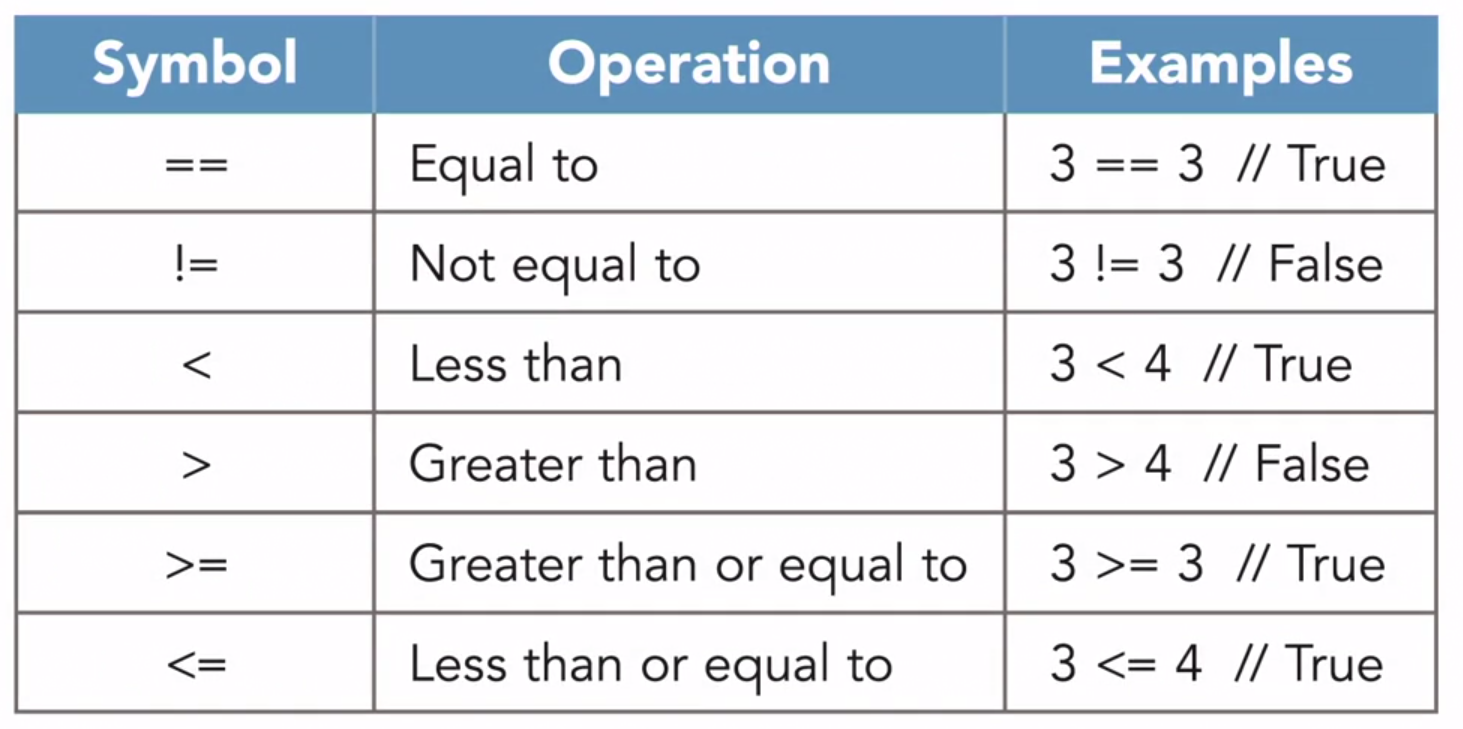 Symbol Operation Examples
== Equal to 3 == 3 // True
!= Not equal to 3 != 3 // False
< Less than 3 < 4 // True
> Greater than 3 > 4 // False
>= Greater than or equal to 3 >= 3 // True
<= Less than or equal to 3 <= 4 // True